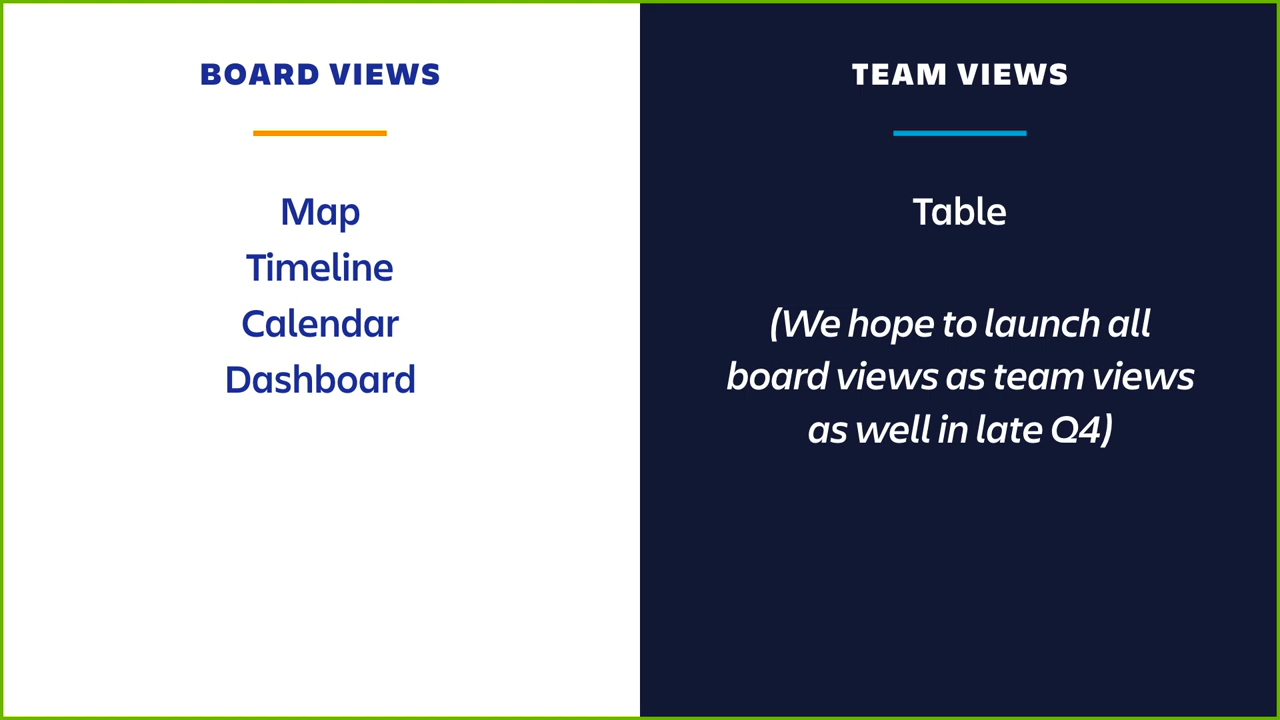 BOARD VIEWS
Map
Timeline
Calendar
Dashboard
TEAM VIEWS
Table
(We hope to launch all
board views as team views
as well in late Q4)